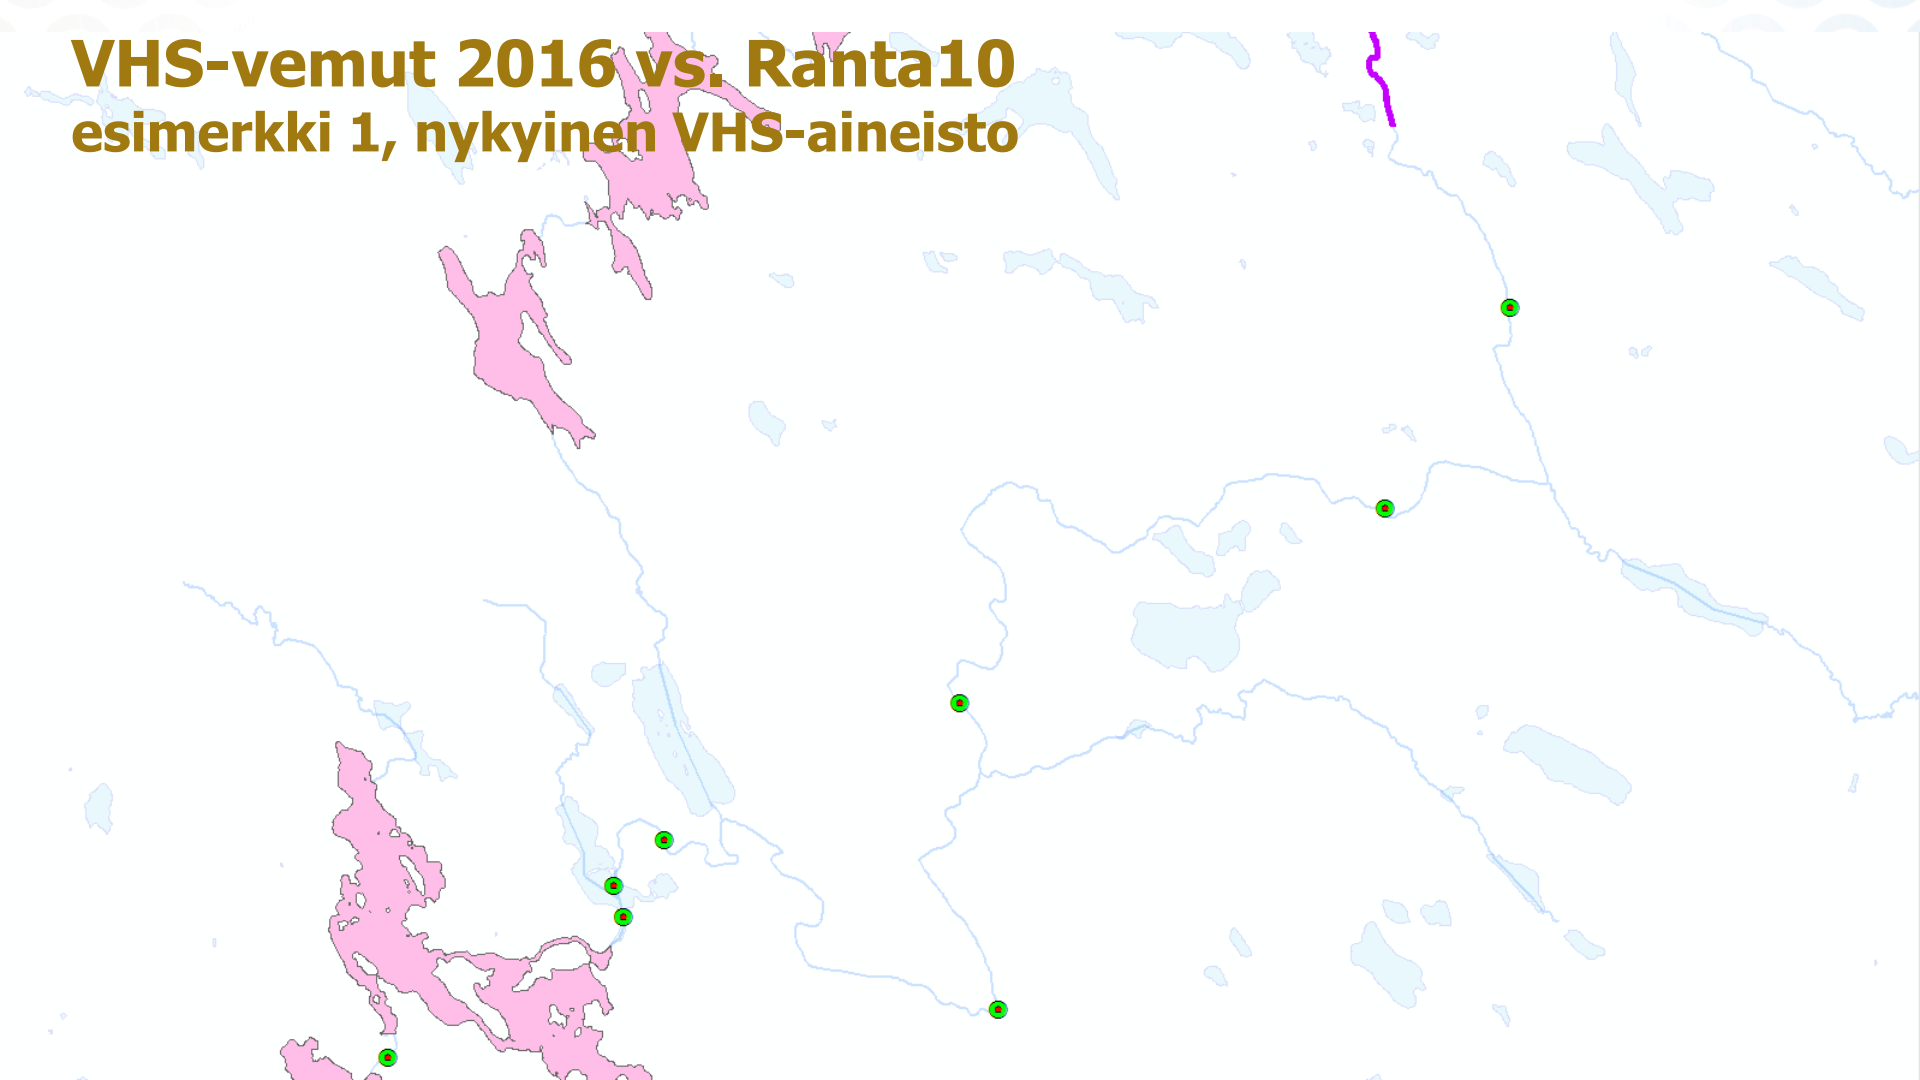 VHS-vemut 2016 vs. Ranta10
esimerkki 1, nykyinen VHS-aineisto